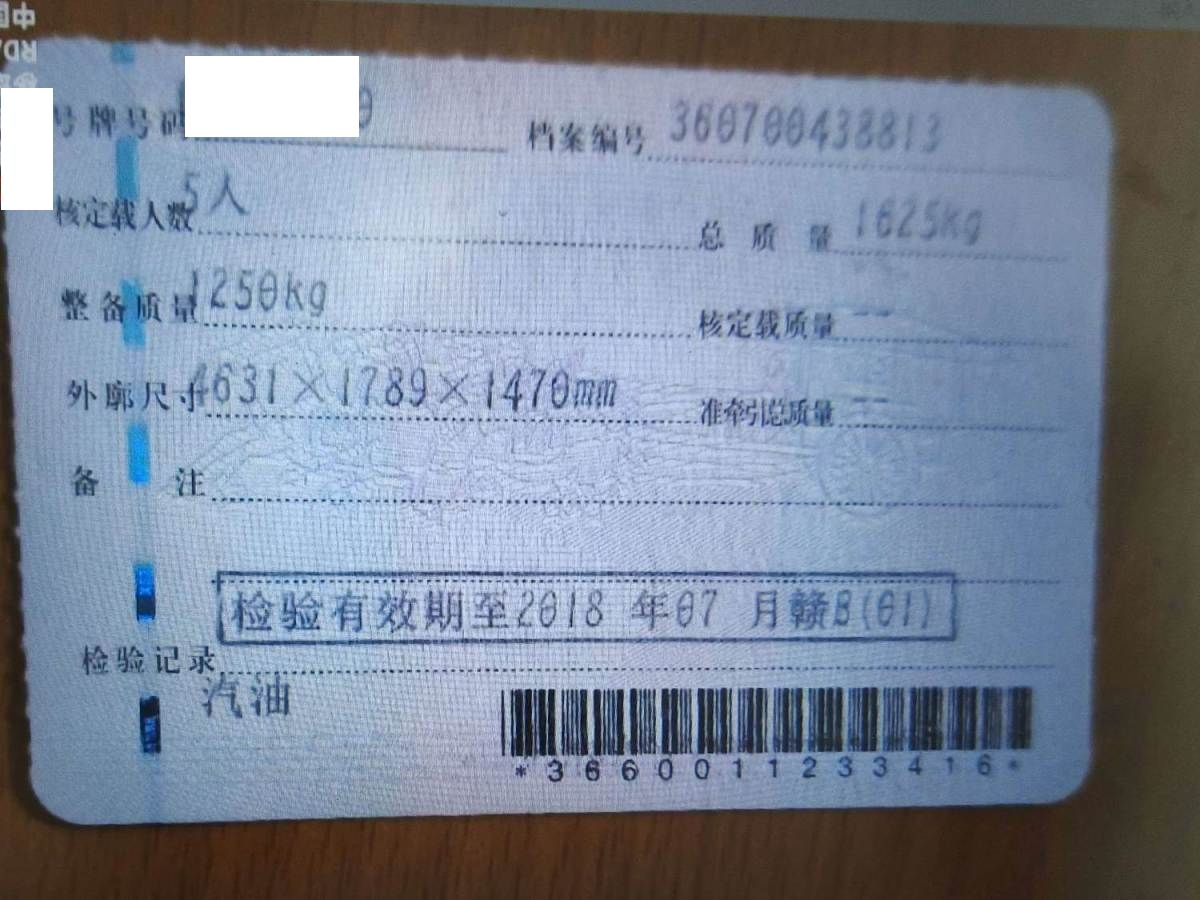 号牌号码
档案编号 360700438813
核定载人数 5人
总质量 1625kg
整备质量 1250kg
核定载质量 --
外廓尺寸 4631×1789×1470mm
准牵引总质量 --
备注
检验有效期至2018 年07 月赣B(01)
检验记录
汽油
*3660011233416*